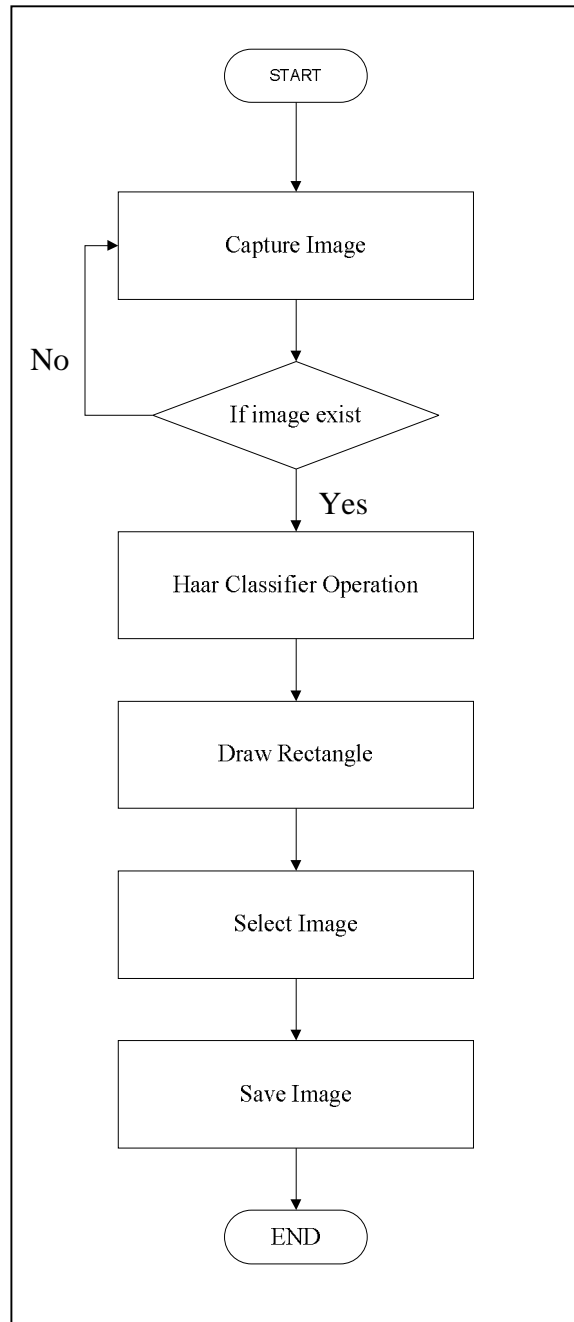 START
Capture Image
No
If image exist
Yes
Haar Classifier Operation
Draw Rectangle
Select Image
Save Image
END